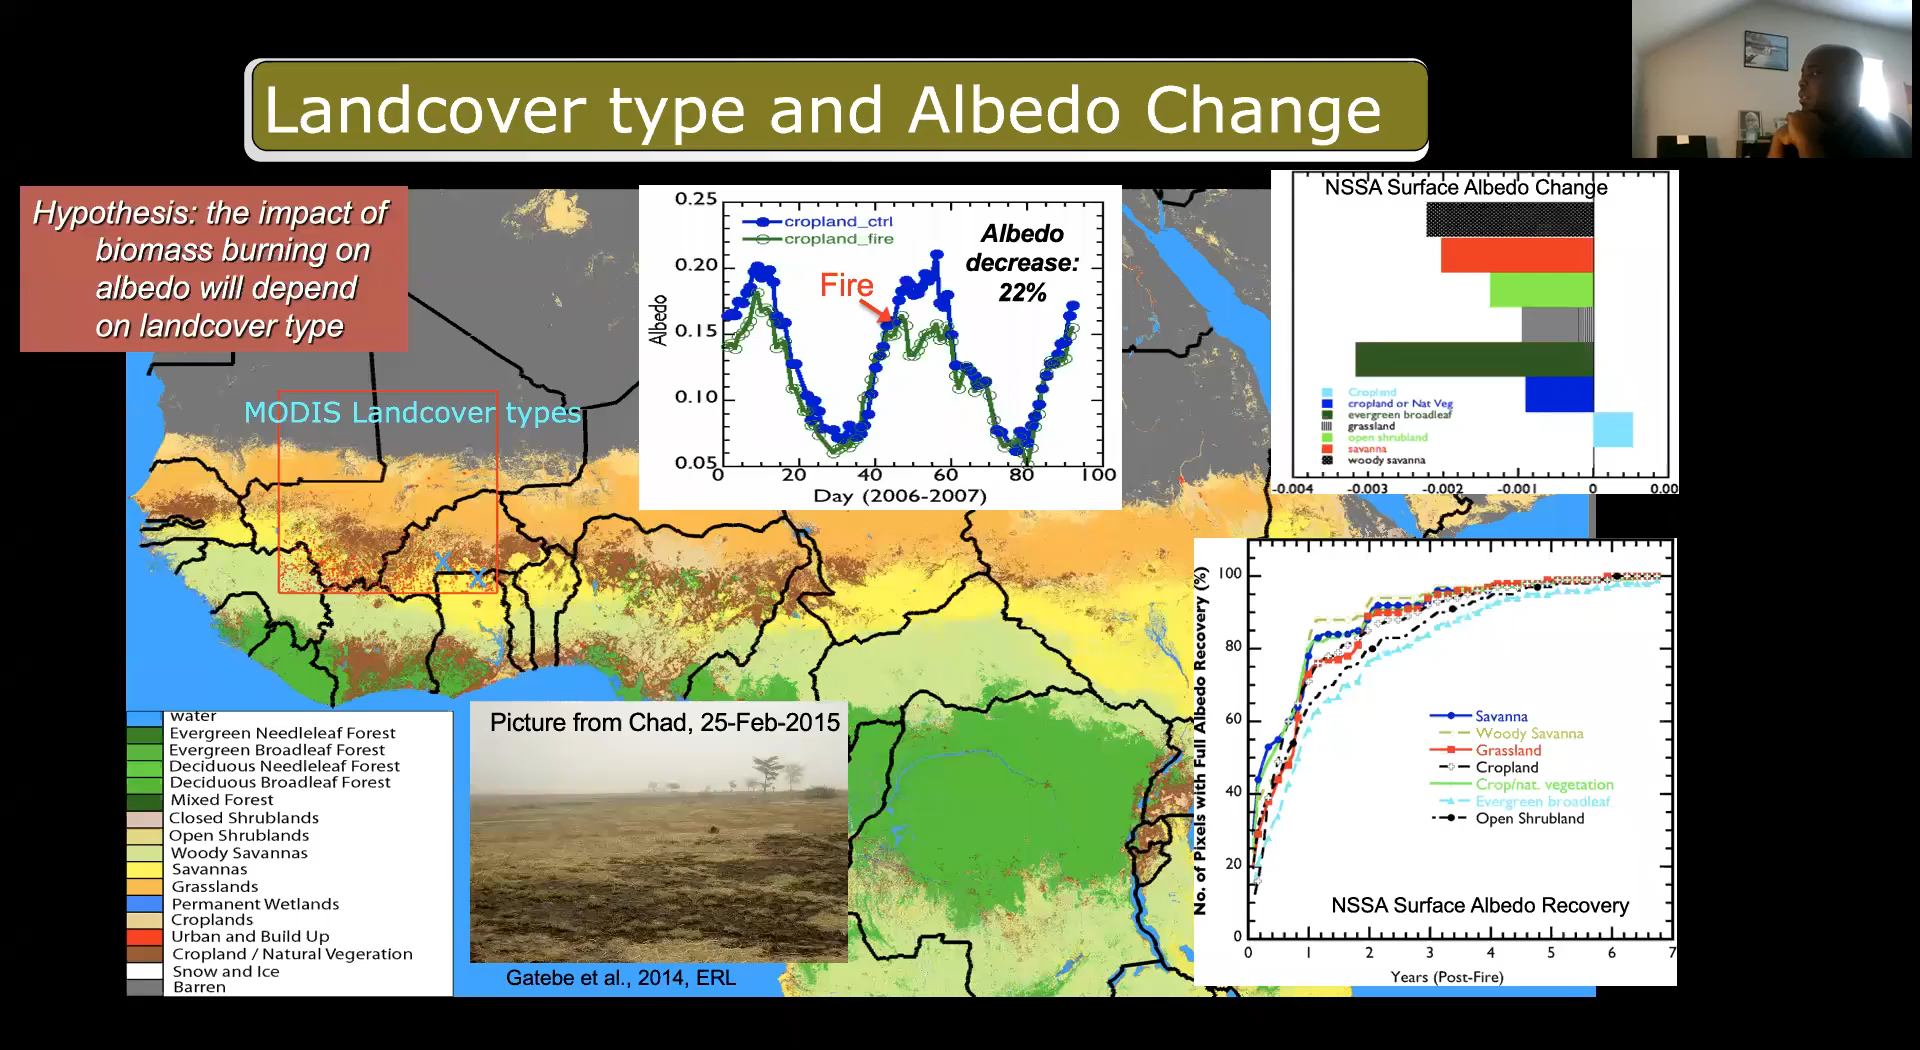 Landcover type and Albedo Change
Hypothesis: the impact of
biomass burning on
albedo will depend
on landcover type
MODIS Landcover types
X
X
0.25
0.20
0.15
0.10
0.05
Albedo
cropland_ctrl
cropland_fire
Fire
Albedo
decrease:
22%
0 20 40 60 80 100
Day (2006-2007)
NSSA Surface Albedo Change
Cropland
cropland or Nat Veg
evergreen broadleaf
grassland
open shrubland
savanna
woody savanna
-0.004 -0.003 -0.002 -0.001 0 0.00
water
Evergreen Needleleaf Forest
Evergreen Broadleaf Forest
Deciduous Needleleaf Forest
Deciduous Broadleaf Forest
Mixed Forest
Closed Shrublands
Open Shrublands
Woody Savannas
Savannas
Grasslands
Permanent Wetlands
Croplands
Urban and Build Up
Cropland / Natural Vegeration
Snow and Ice
Barren
Picture from Chad, 25-Feb-2015
Gatebe et al., 2014, ERL
No. of Pixels with Full Albedo Recovery (%)
100
80
60
40
20
0
Savanna
Woody Savanna
Grassland
Cropland
Crop/nat. vegetation
Evergreen broadleaf
Open Shrubland
NSSA Surface Albedo Recovery
0 1 2 3 4 5 6 7
Years (Post-Fire)